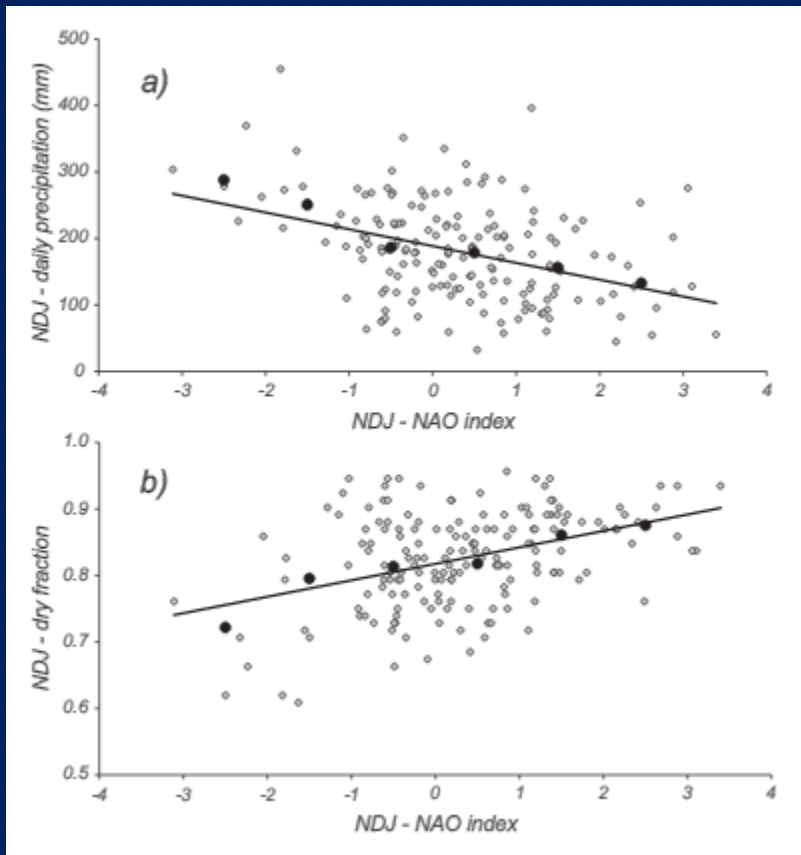 a)
NDJ - daily precipitation (mm)
500
400
300
200
100
0
-4 -3 -2 -1 0 1 2 3 4
NDJ - NAO index
b)
NDJ - dry fraction
1.0
0.9
0.8
0.7
0.6
0.5
-4 -3 -2 -1 0 1 2 3 4
NDJ - NAO index